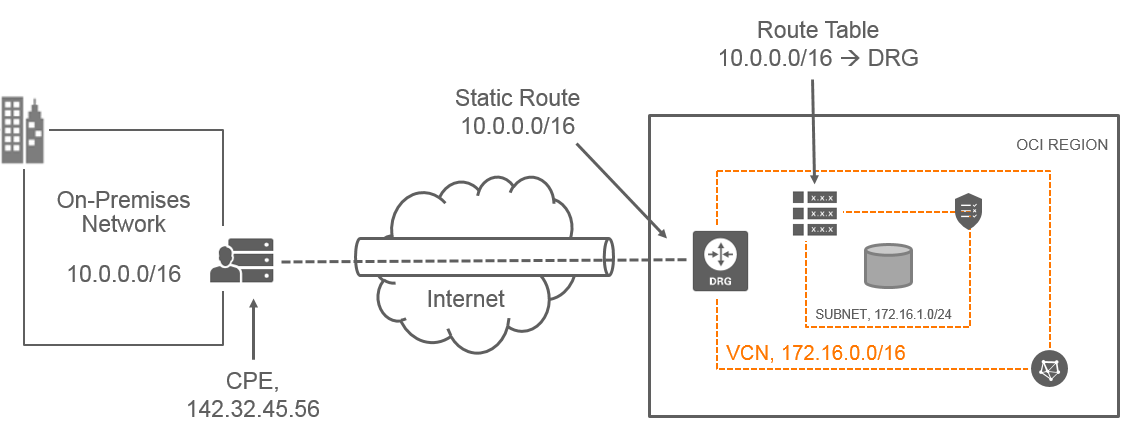 Route Table
10.0.0.0/16 → DRG
Static Route
10.0.0.0/16
OCI REGION
On-Premises
Network
10.0.0.0/16
x.x.x
x.x.x
x.x.x
DRG
Internet
SUBNET, 172.16.1.0/24
VCN, 172.16.0.0/16
CPE,
142.32.45.56